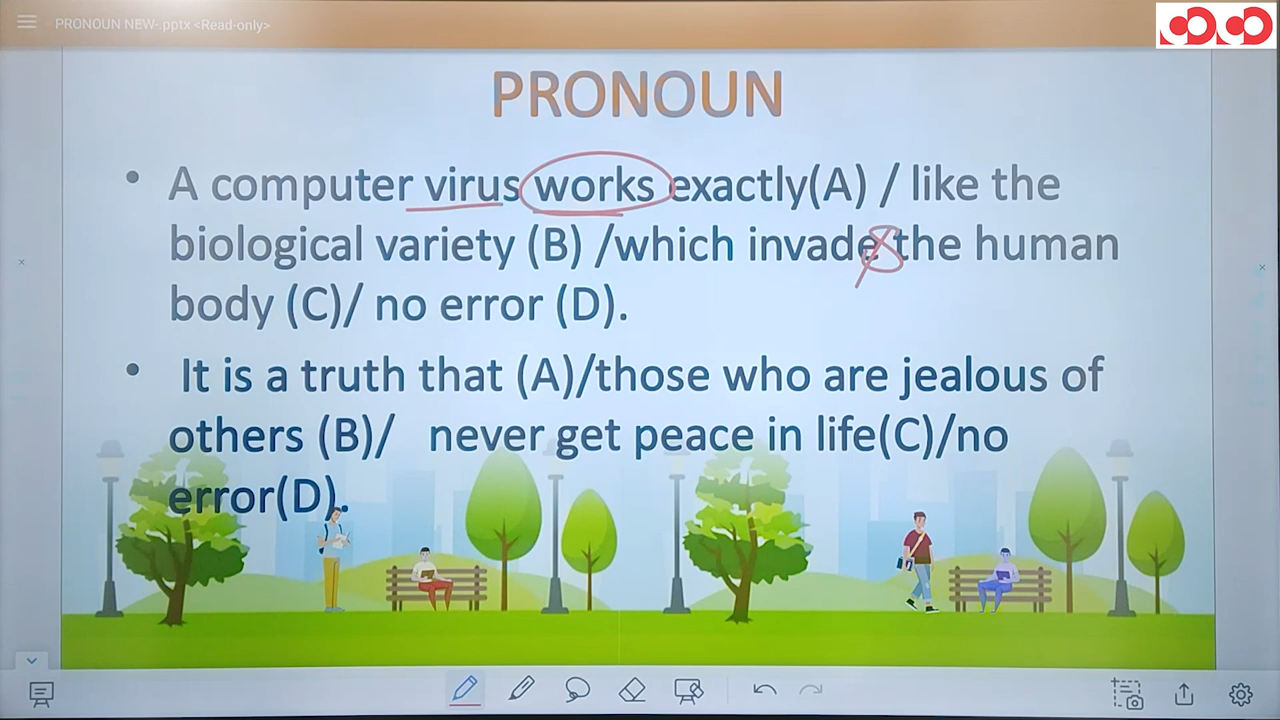 PRONOUN NEW-.pptx <Read-only>
PRONOUN
• A computer virus works exactly(A) / like the
biological variety (B) /which invade the human
body (C)/ no error (D).
• It is a truth that (A)/those who are jealous of
others (B)/ never get peace in life(C)/no
error(D).